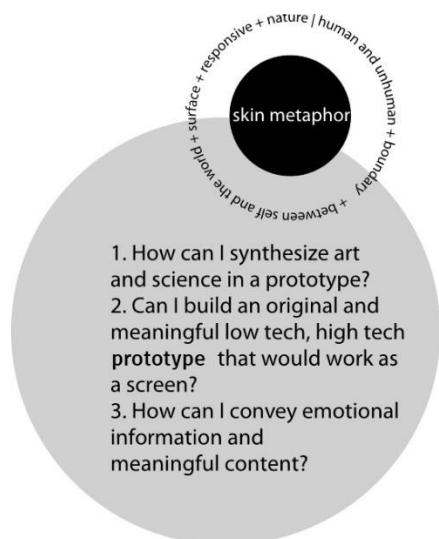 surface + responsive + nature | human and unhuman + boundary + between self and the world +
skin metaphor
1. How can I synthesize art
and science in a prototype?
2. Can I build an original and
meaningful low tech, high tech
prototype that would work as
a screen?
3. How can I convey emotional
information and
meaningful content?